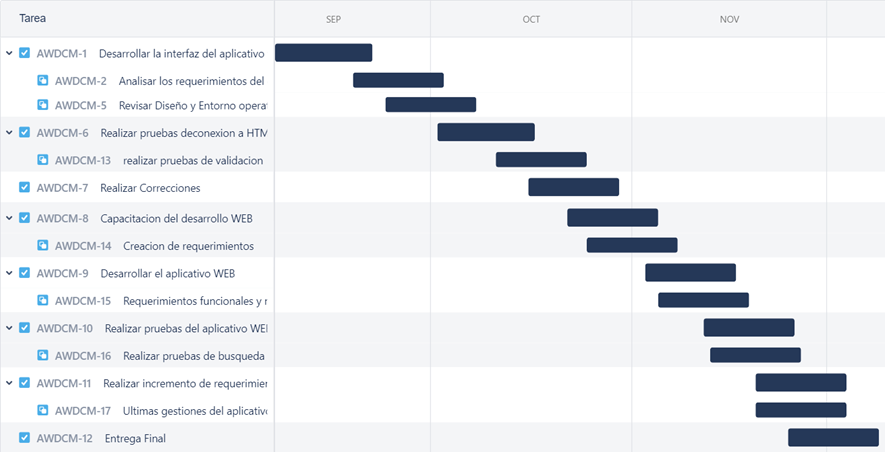 Tarea SEP OCT NOV
AWDCM-1 Desarrollar la interfaz del aplicativo
AWDCM-2 Analisar los requerimientos del
AWDCM-5 Revisar Diseño y Entorno opera
AWDCM-6 Realizar pruebas deconexion a HTM
AWDCM-13 realizar pruebas de validacion
AWDCM-7 Realizar Correcciones
AWDCM-8 Capacitacion del desarrollo WEB
AWDCM-14 Creacion de requerimientos
AWDCM-9 Desarrollar el aplicativo WEB
AWDCM-15 Requerimientos funcionales y
AWDCM-10 Realizar pruebas del aplicativo WEB
AWDCM-16 Realizar pruebas de busqueda
AWDCM-11 Realizar incremento de requerimie
AWDCM-17 Ultimas gestiones del aplicativo
AWDCM-12 Entrega Final